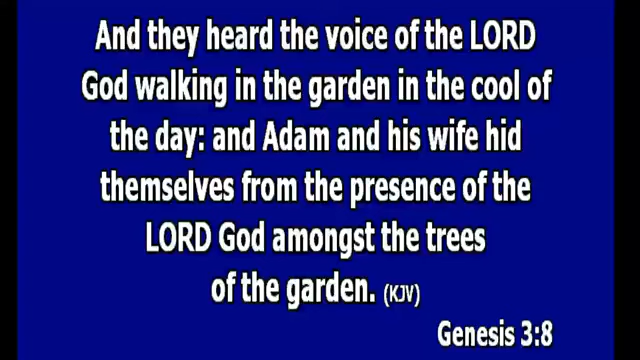 And they heard the voice of the LORD
God walking in the garden in the cool of
the day: and Adam and his wife hid
themselves from the presence of the
LORD God amongst the trees
of the garden. (KJV)
Genesis 3:8